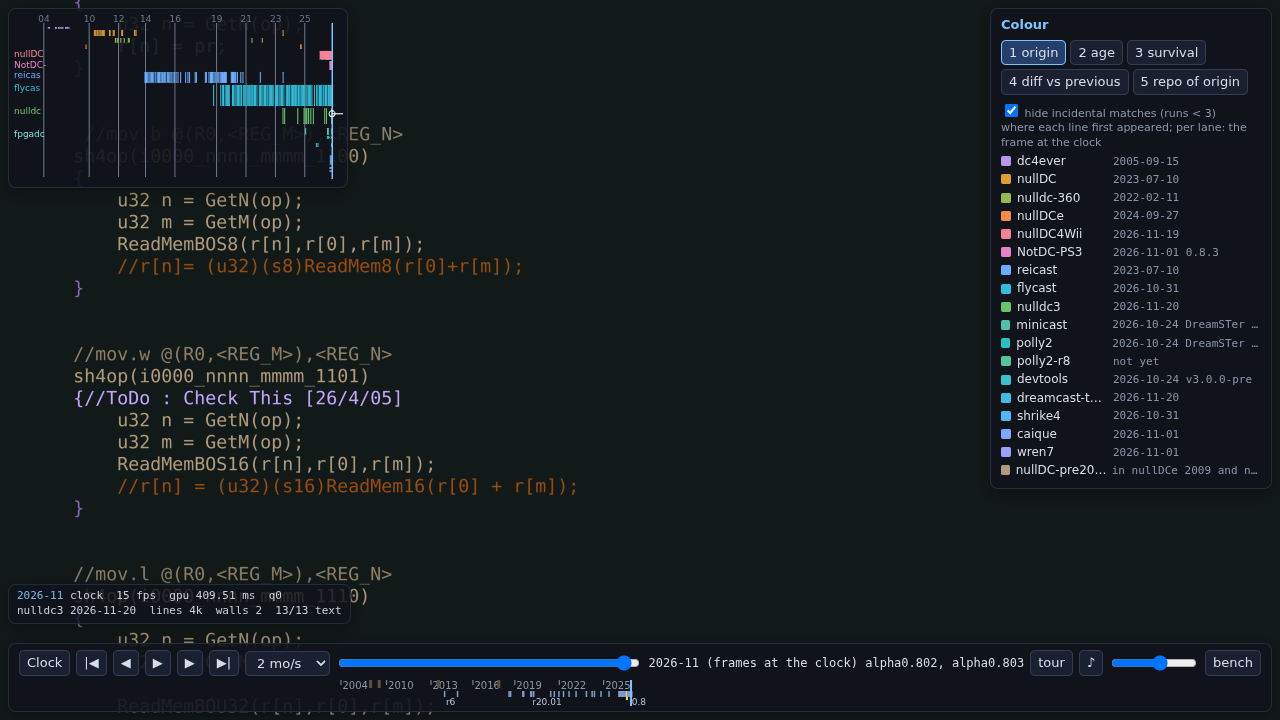 04 10 12 14 16 19 21 23 25
nullDC
NotDC-
reicas
flycas
nulldc
fpgadc
}
u32 n = GetN(op);
r[n] = pr;
}
//mov.b @(R0,<REG_M>),<REG_N>
sh4op(i0000_nnnn_mmmm_1100)
{
u32 n = GetN(op);
u32 m = GetM(op);
ReadMemBOS8(r[n],r[0],r[m]);
//r[n]= (u32)(s8)ReadMem8(r[0]+r[m]);
}
//mov.w @(R0,<REG_M>),<REG_N>
sh4op(i0000_nnnn_mmmm_1101)
{//ToDo : Check This [26/4/05]
u32 n = GetN(op);
u32 m = GetM(op);
ReadMemBOS16(r[n],r[0],r[m]);
//r[n] = (u32)(s16)ReadMem16(r[0] + r[m]);
}
//mov.l @(R0,<REG_M>),<REG_N>
sh4op(i0000_nnnn_mmmm_1110)
{
u32 n = GetN(op);
ReadMemBOU32(r[n],r[0],r[m]);
Colour
1 origin 2 age 3 survival
4 diff vs previous 5 repo of origin
hide incidental matches (runs < 3)
where each line first appeared; per lane: the
frame at the clock
dc4ever 2005-09-15
nullDC 2023-07-10
nulldc-360 2022-02-11
nullDCe 2024-09-27
nullDC4Wii 2026-11-19
NotDC-PS3 2026-11-01 0.8.3
reicast 2023-07-10
flycast 2026-10-31
nulldc3 2026-11-20
minicast 2026-10-24 DreamSTer …
polly2 2026-10-24 DreamSTer …
polly2-r8 not yet
devtools 2026-10-24 v3.0.0-pre
dreamcast-t… 2026-11-20
shrike4 2026-10-31
caique 2026-11-01
wren7 2026-11-01
nullDC-pre20… in nullDCe 2009 and n…
2026-11 clock 15 fps gpu 409.51 ms q0
nulldc3 2026-11-20 lines 4k walls 2 13/13 text
Clock |◀ ◀ ▶ ▶ ▶| 2 mo/s 2026-11 (frames at the clock) alpha0.802, alpha0.803 tour ♪ bench
2004 2010 2013 2016 2019 2022 2025
r6 r20.01 0.8